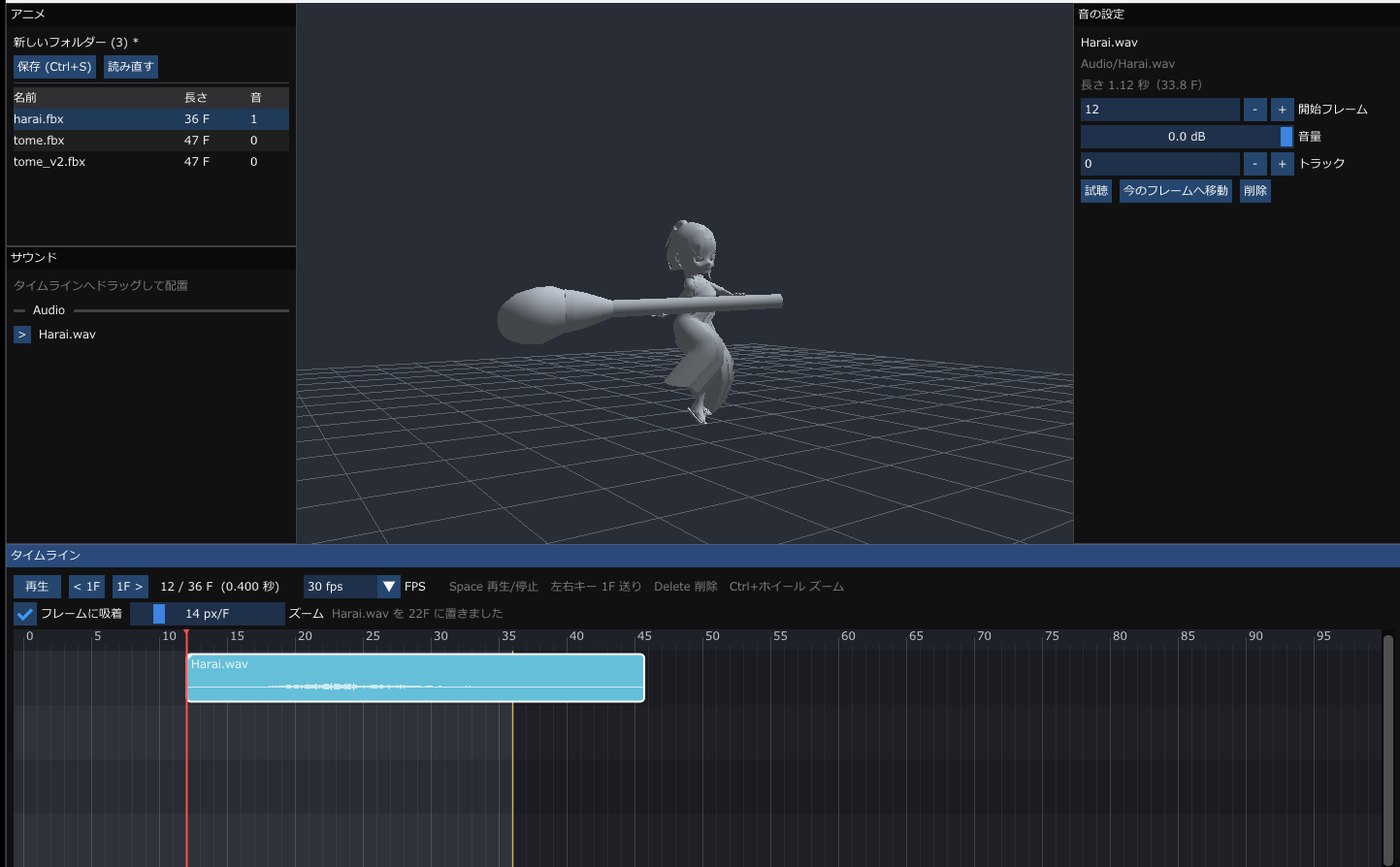 アニメ
新しいフォルダー (3) *
保存 (Ctrl+S) 読み直す
名前 長さ 音
harai.fbx 36 F 1
tome.fbx 47 F 0
tome_v2.fbx 47 F 0
サウンド
タイムラインへドラッグして配置
Audio
> Harai.wav
音の設定
Harai.wav
Audio/Harai.wav
長さ 1.12 秒 (33.8 F)
12 - + 開始フレーム
0.0 dB 音量
0 - + トラック
試聴 今のフレームへ移動 削除
タイムライン
再生 < 1F 1F > 12 / 36 F (0.400 秒) 30 fps FPS Space 再生/停止 左右キー 1F 送り Delete 削除 Ctrl+ホイール ズーム
フレームに吸着 14 px/F ズーム Harai.wav を 22F に置きました
0 5 10 15 20 25 30 35 40 45 50 55 60 65 70 75 80 85 90 95
Harai.wav